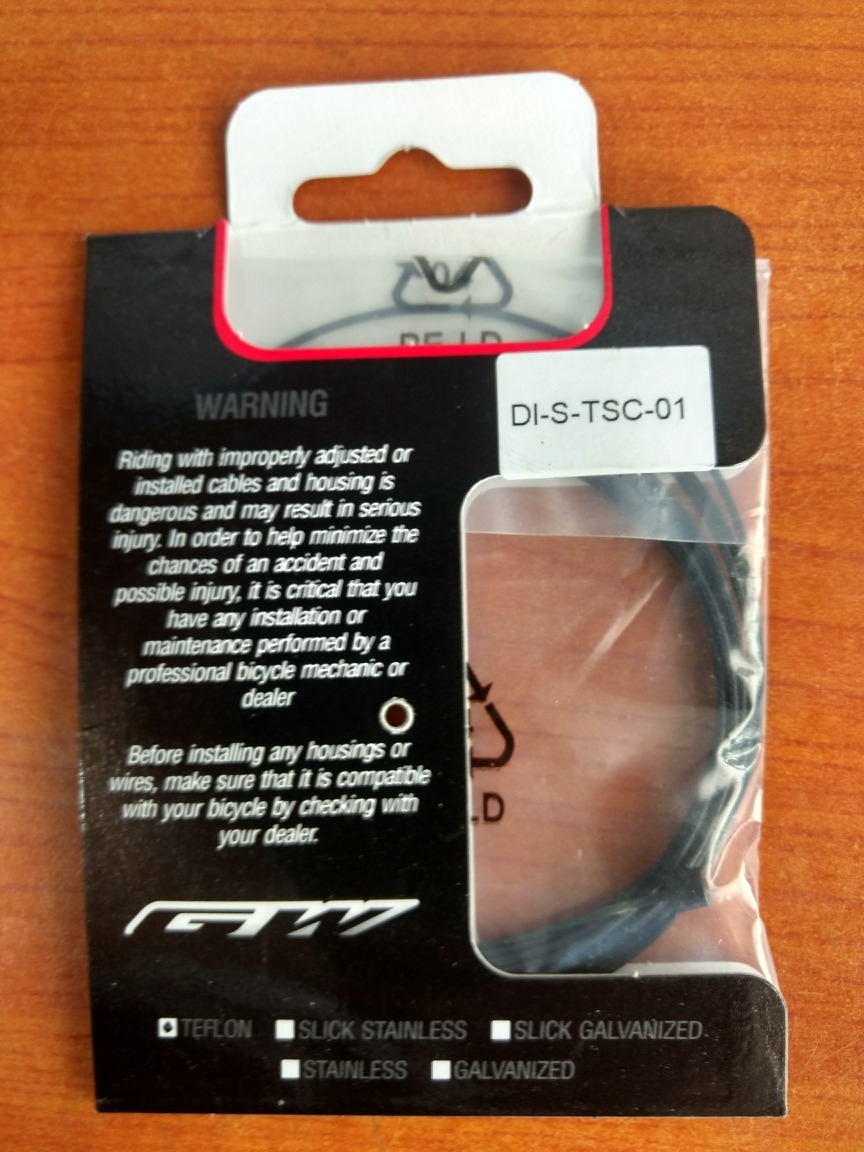 04
PE-LD
DI-S-TSC-01
WARNING
Riding with improperly adjusted or
installed cables and housing is
dangerous and may result in serious
injury. In order to help minimize the
chances of an accident and
possible injury, it is critical that you
have any installation or
maintenance performed by a
professional bicycle mechanic or
dealer
Before installing any housings or
wires, make sure that it is compatible
with your bicycle by checking with
your dealer.
LD
GTW
TEFLON SLICK STAINLESS SLICK GALVANIZED
STAINLESS GALVANIZED